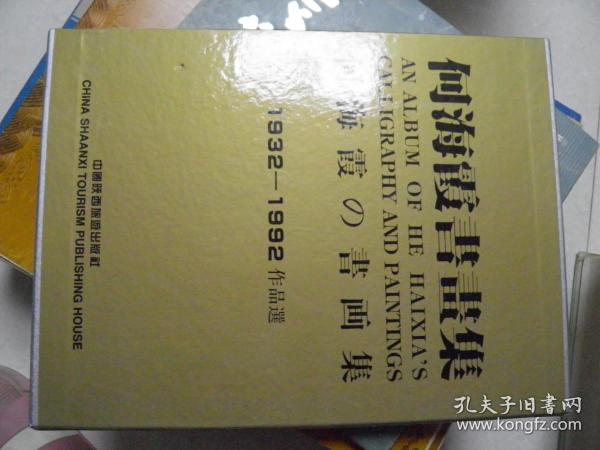 何海霞書畫集
AN ALBUM OF HE HAIXIA'S
CALLIGRAPHY AND PAINTINGS
何海霞の書画集
1932—1992 作品選
中國陝西旅遊出版社
CHINA SHAANXI TOURISM PUBLISHING HOUSE
孔夫子旧书网
www.kongfz.com